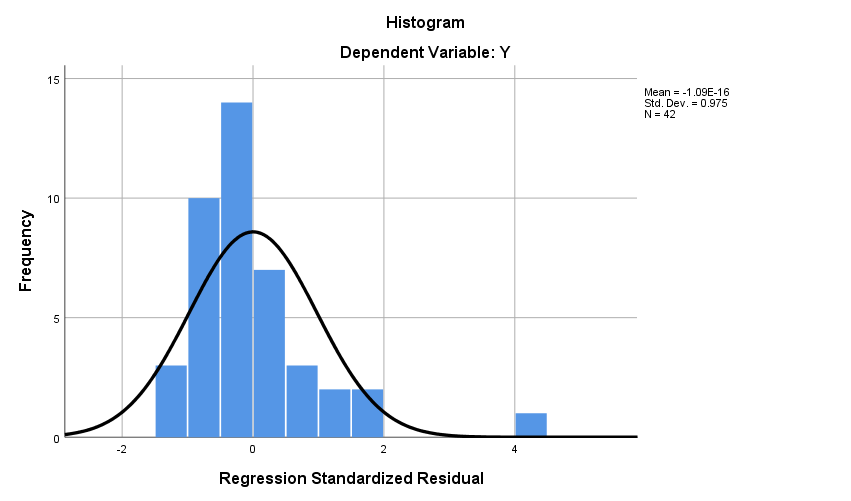 Histogram
Dependent Variable: Y
Mean = -1.09E-16
Std. Dev. = 0.975
N = 42
Frequency
15
10
5
0
-2
0
2
4
Regression Standardized Residual